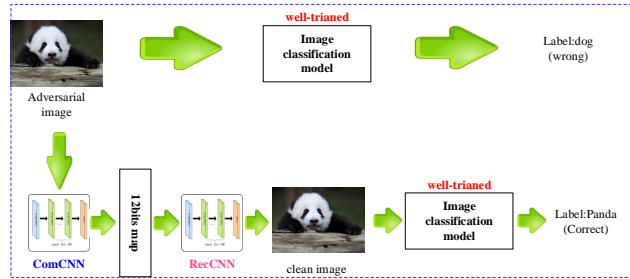 well-trianed
Image
classification
model
Label:dog
(wrong)
Adversarial
image
12bits map
well-trianed
Image
classification
model
Label:Panda
(Correct)
ComCNN
RecCNN
clean image